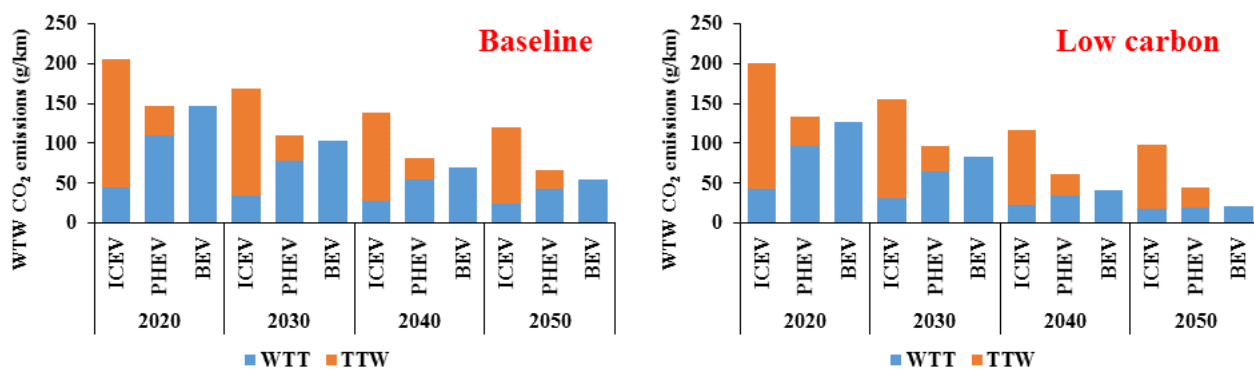 Baseline
WTW CO₂ emissions (g/km)
250
200
150
100
50
0
ICEV PHEV BEV ICEV PHEV BEV ICEV PHEV BEV ICEV PHEV BEV
2020 2030 2040 2050
WTT TTW
Low carbon
WTW CO₂ emissions (g/km)
250
200
150
100
50
0
ICEV PHEV BEV ICEV PHEV BEV ICEV PHEV BEV ICEV PHEV BEV
2020 2030 2040 2050
WTT TTW